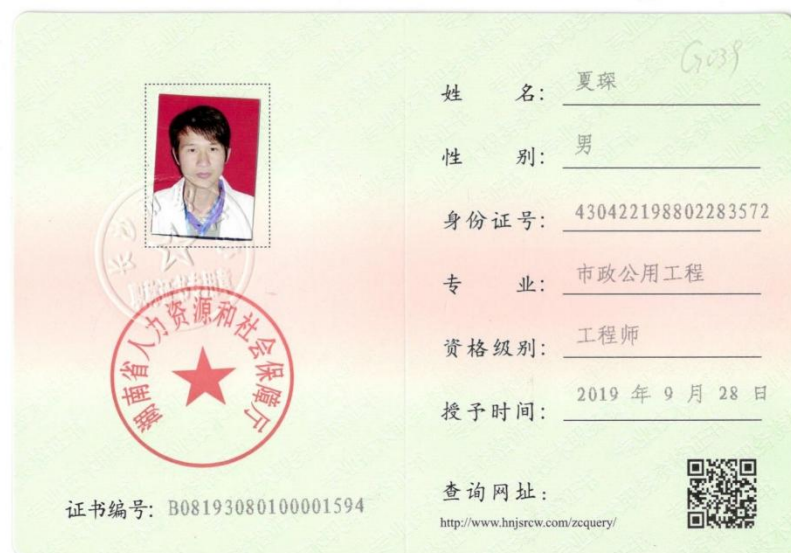 湖南省人力资源和社会保障厅
证书编号: B08193080100001594
G039
姓 名: 夏琛
性 别: 男
身份证号: 430422198802283572
专 业: 市政公用工程
资格级别: 工程师
授予时间: 2019 年 9 月 28 日
查询网址:
http://www.hnjsrcw.com/zcquery/